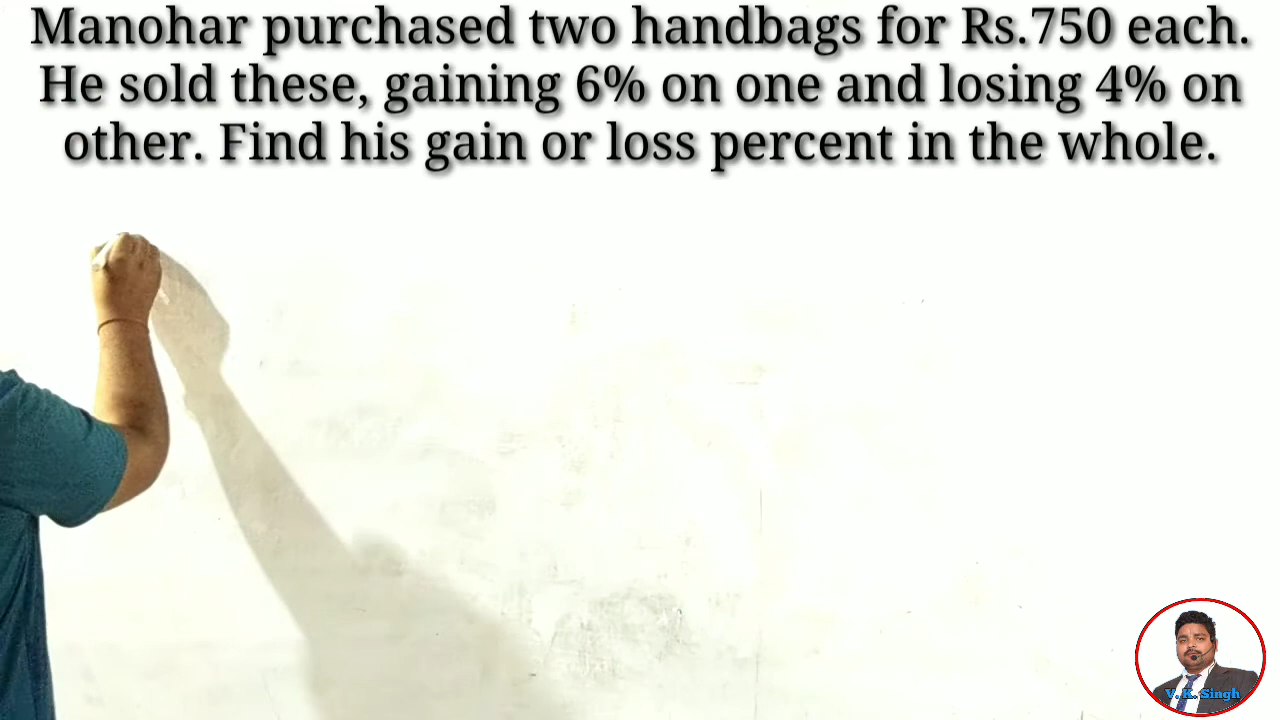 Manohar purchased two handbags for Rs.750 each.
He sold these, gaining 6% on one and losing 4% on
other. Find his gain or loss percent in the whole.
V. K. Singh